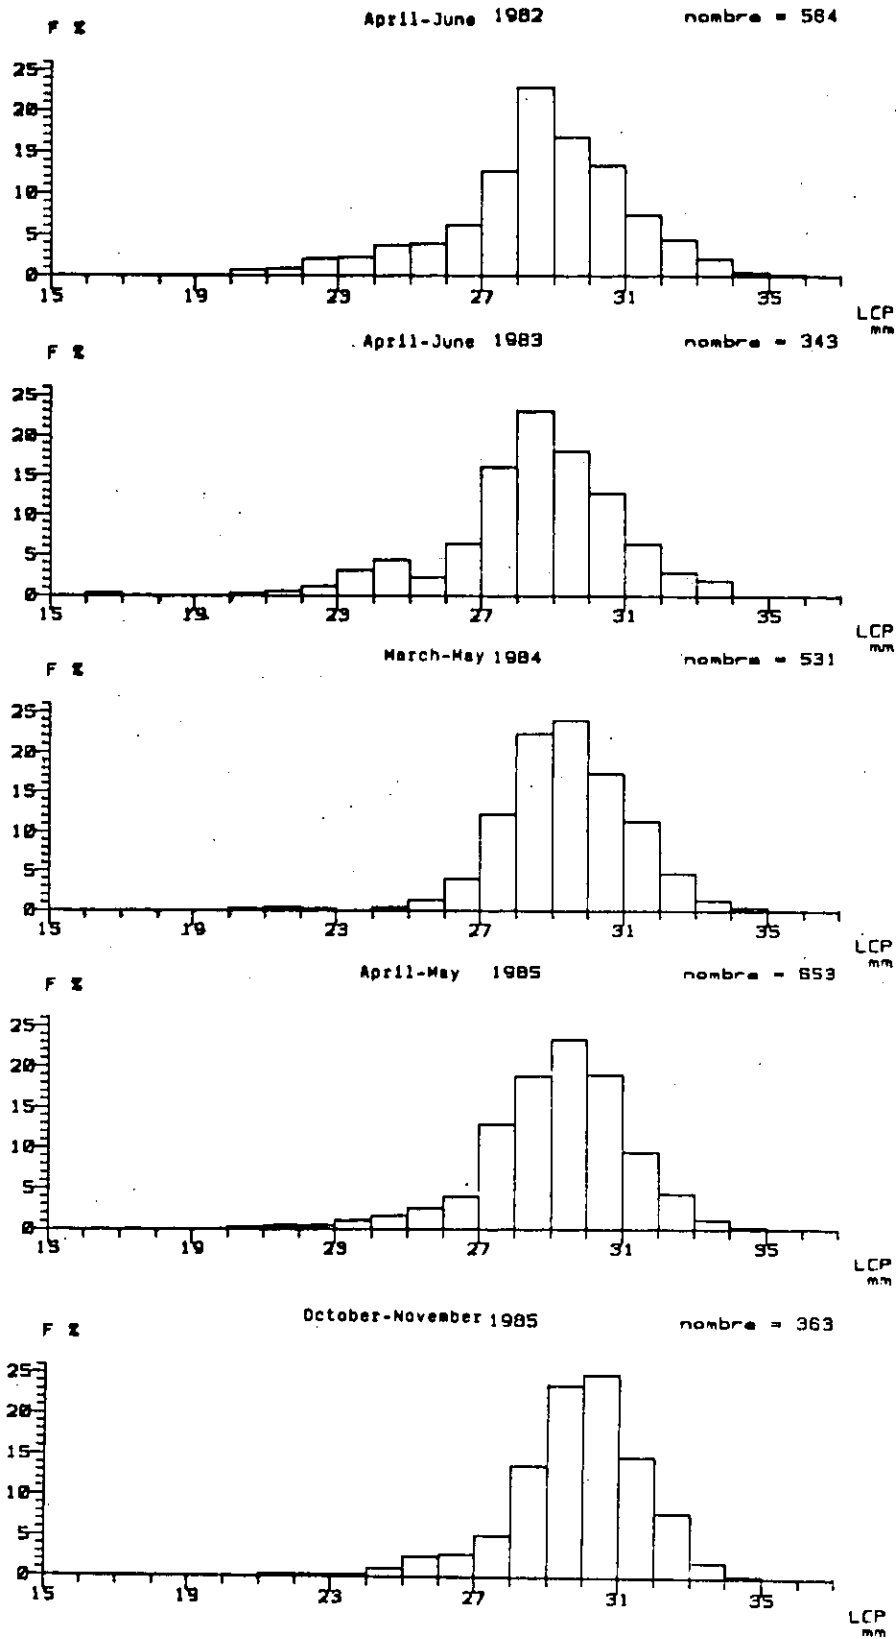 F % April-June 1982 nombre = 584
25
20
15
10
5
0
15 19 23 27 31 35
LCP
mm
F % April-June 1983 nombre = 343
25
20
15
10
5
0
15 19 23 27 31 35
LCP
mm
F % March-May 1984 nombre = 531
25
20
15
10
5
0
15 19 23 27 31 35
LCP
mm
F % April-May 1985 nombre = 653
25
20
15
10
5
0
15 19 23 27 31 35
LCP
mm
F % October-November 1985 nombre = 363
25
20
15
10
5
0
15 19 23 27 31 35
LCP
mm